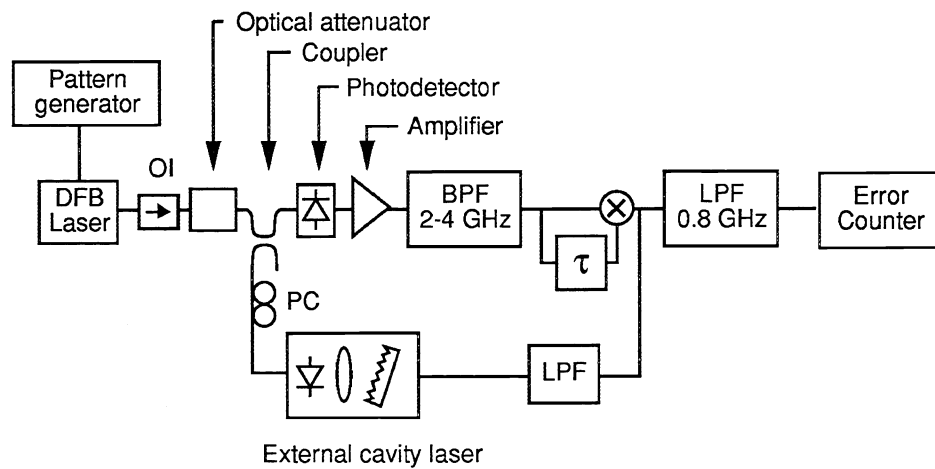 Optical attenuator
Coupler
Photodetector
Amplifier
Pattern
generator
OI
DFB
Laser
BPF
2-4 GHz
τ
LPF
0.8 GHz
Error
Counter
PC
LPF
External cavity laser